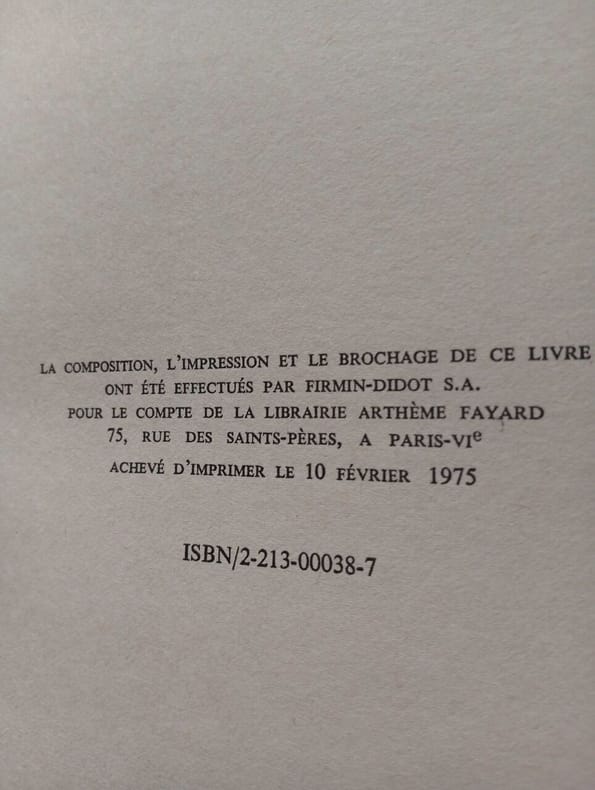 LA COMPOSITION, L'IMPRESSION ET LE BROCHAGE DE CE LIVRE
ONT ÉTÉ EFFECTUÉS PAR FIRMIN-DIDOT S.A.
POUR LE COMPTE DE LA LIBRAIRIE ARTHÈME FAYARD
75, RUE DES SAINTS-PÈRES, A PARIS-VIe
ACHEVÉ D'IMPRIMER LE 10 FÉVRIER 1975
ISBN/2-213-00038-7